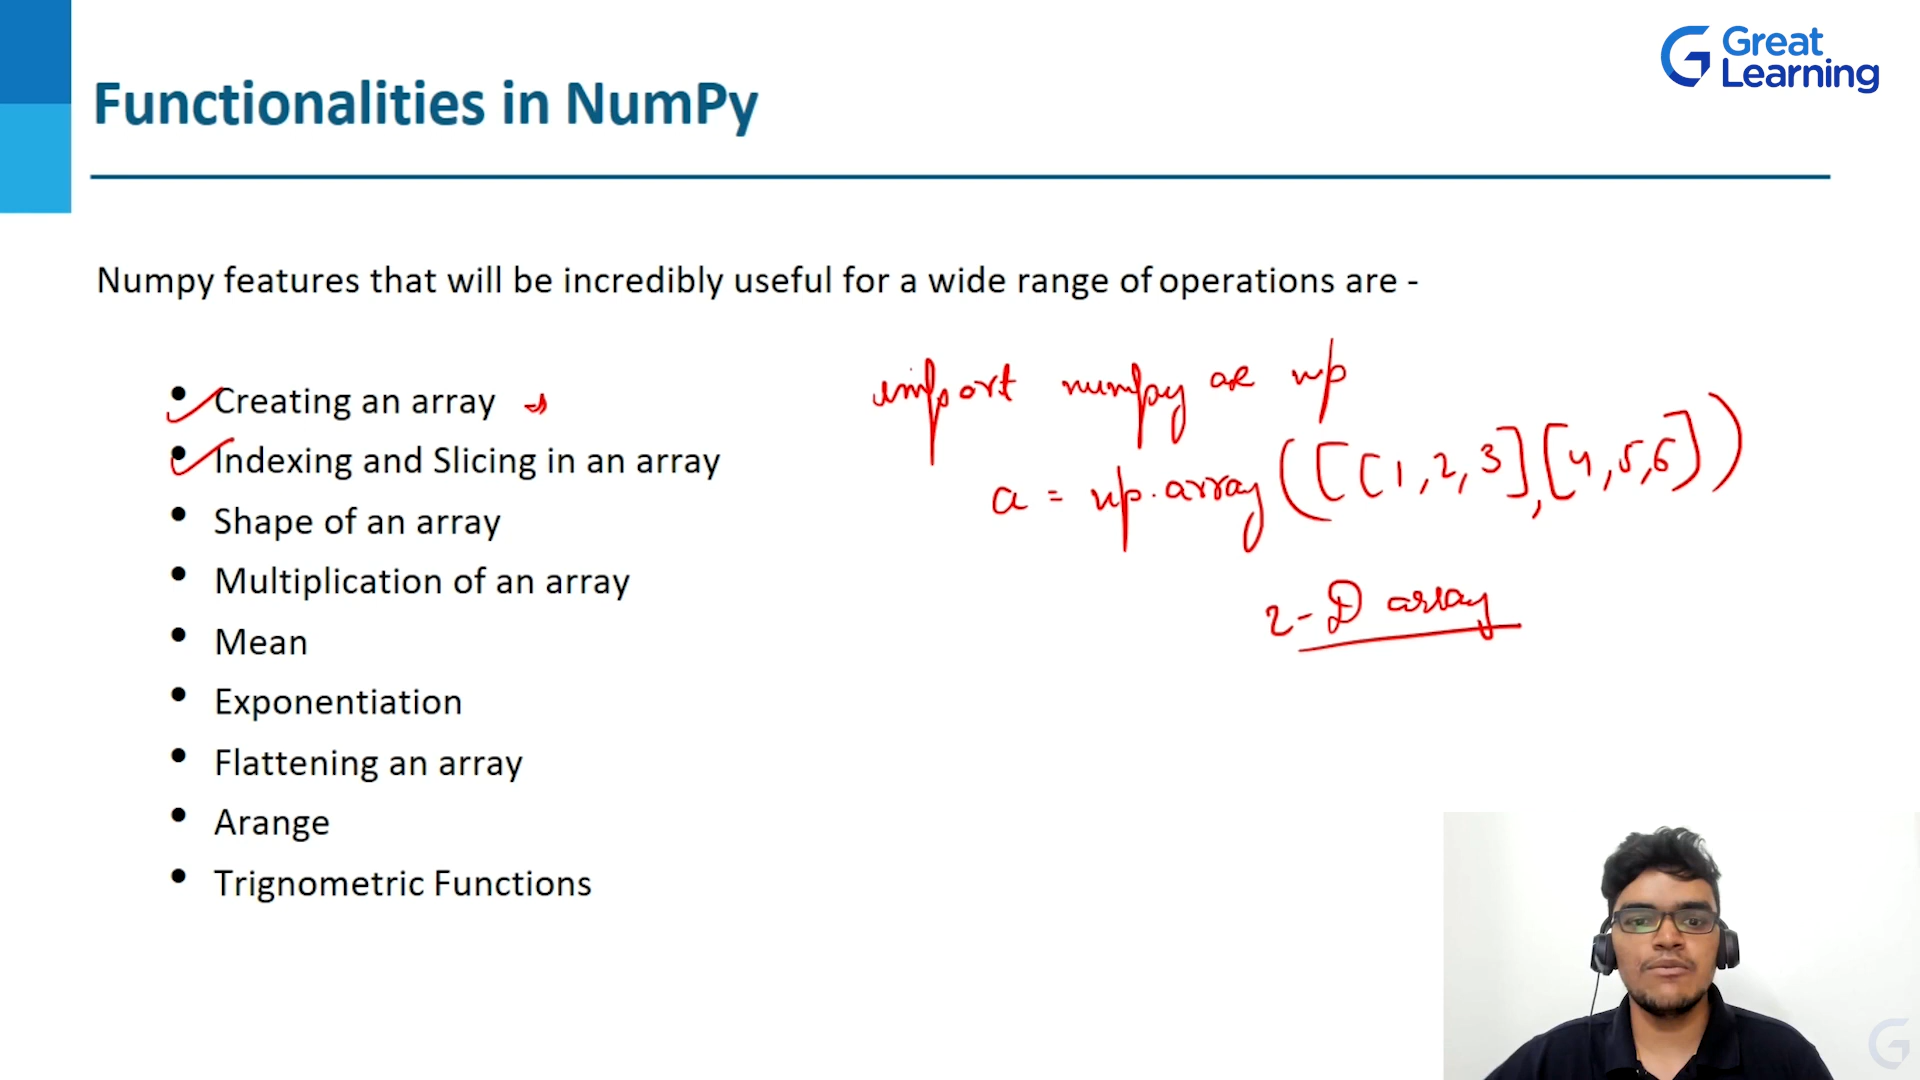 Great
Learning
Functionalities in NumPy
Numpy features that will be incredibly useful for a wide range of operations are -
• Creating an array
• Indexing and Slicing in an array
• Shape of an array
• Multiplication of an array
• Mean
• Exponentiation
• Flattening an array
• Arange
• Trignometric Functions
import numpy as np
a = np.array([[1,2,3],[4,5,6])
2-D array